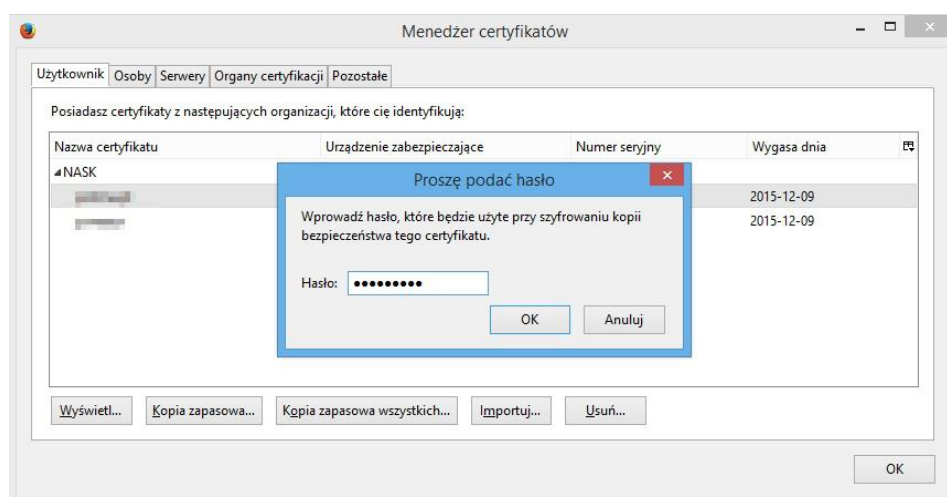 Menedżer certyfikatów
Użytkownik Osoby Serwery Organy certyfikacji Pozostałe
Posiadasz certyfikaty z następujących organizacji, które cię identyfikują:
Nazwa certyfikatu Urządzenie zabezpieczające Numer seryjny Wygasa dnia
NASK
2015-12-09
2015-12-09
Proszę podać hasło
Wprowadź hasło, które będzie użyte przy szyfrowaniu kopii
bezpieczeństwa tego certyfikatu.
Hasło: •••••••••
OK Anuluj
Wyświetl... Kopia zapasowa... Kopia zapasowa wszystkich... Importuj... Usuń...
OK